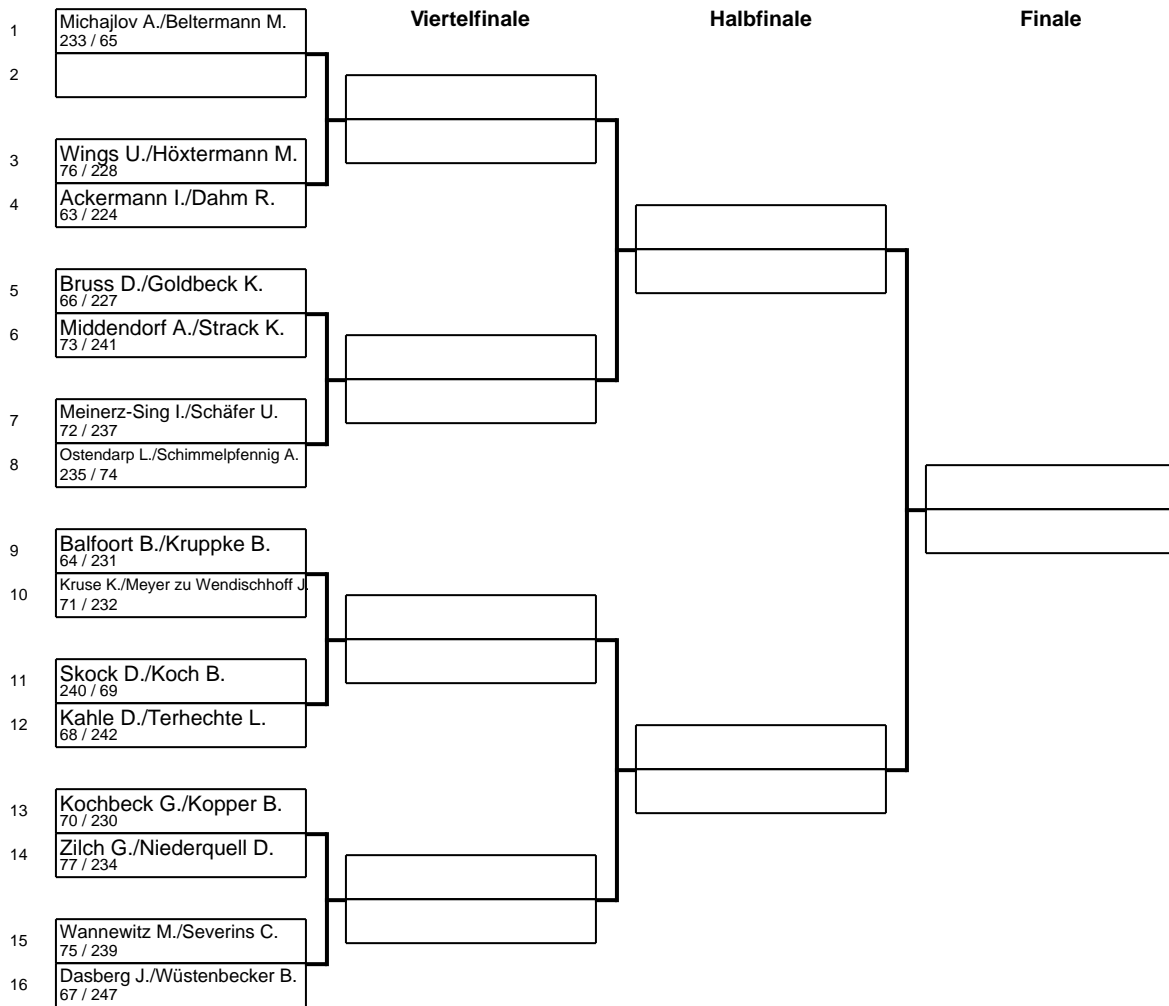 Viertelfinale
Halbfinale
Finale
1
Michajlov A./Beltermann M.
233 / 65
2
3
Wings U./Höxtermann M.
76 / 228
4
Ackermann I./Dahm R.
63 / 224
5
Bruss D./Goldbeck K.
66 / 227
6
Middendorf A./Strack K.
73 / 241
7
Meinerz-Sing I./Schäfer U.
72 / 237
8
Ostendarp L./Schimmelpfennig A.
235 / 74
9
Balfoort B./Kruppke B.
64 / 231
10
Kruse K./Meyer zu Wendischhoff J.
71 / 232
11
Skock D./Koch B.
240 / 69
12
Kahle D./Terhechte L.
68 / 242
13
Kochbeck G./Kopper B.
70 / 230
14
Zilch G./Niederquell D.
77 / 234
15
Wannewitz M./Severins C.
75 / 239
16
Dasberg J./Wüstenbecker B.
67 / 247